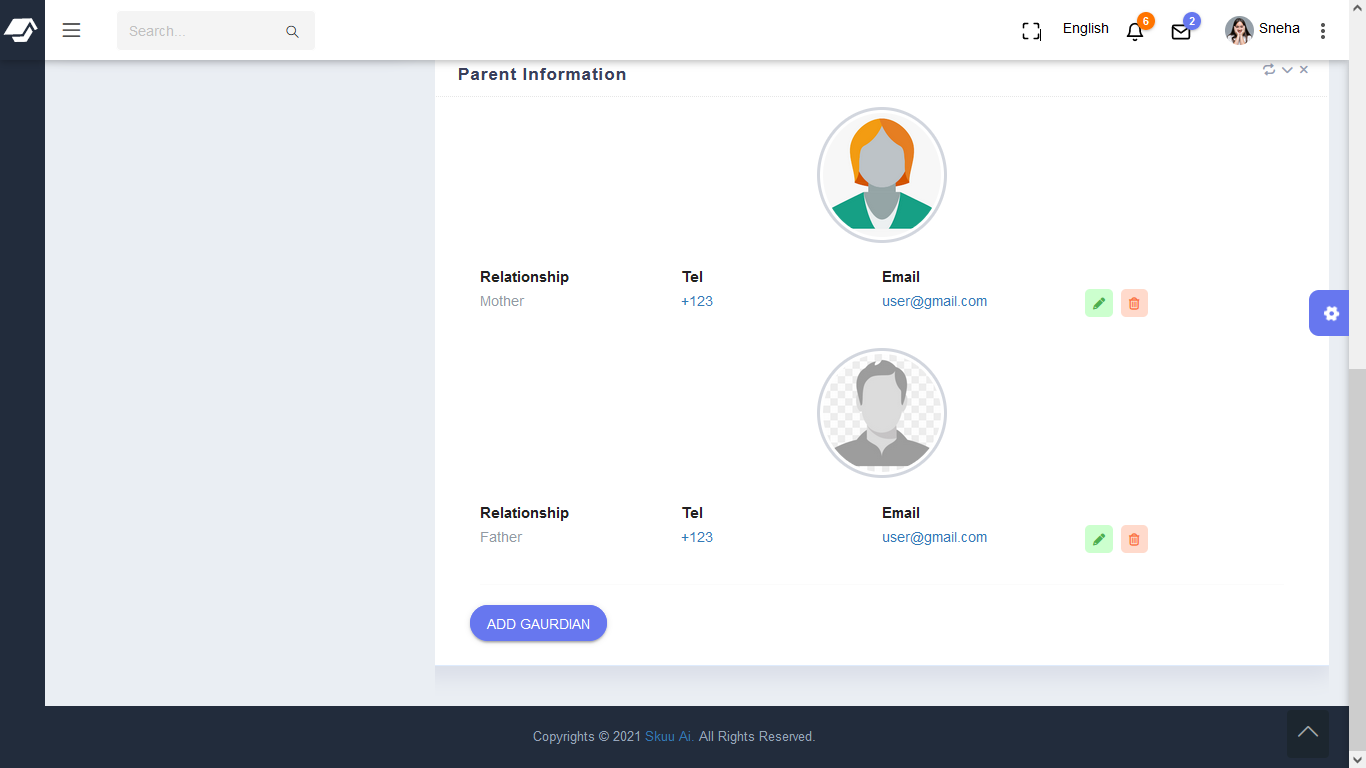 Search... English 6 2 Sneha
Parent Information
Relationship Tel Email
Mother +123 user@gmail.com
Relationship Tel Email
Father +123 user@gmail.com
ADD GAURDIAN
Copyrights © 2021 Skuu Ai. All Rights Reserved.